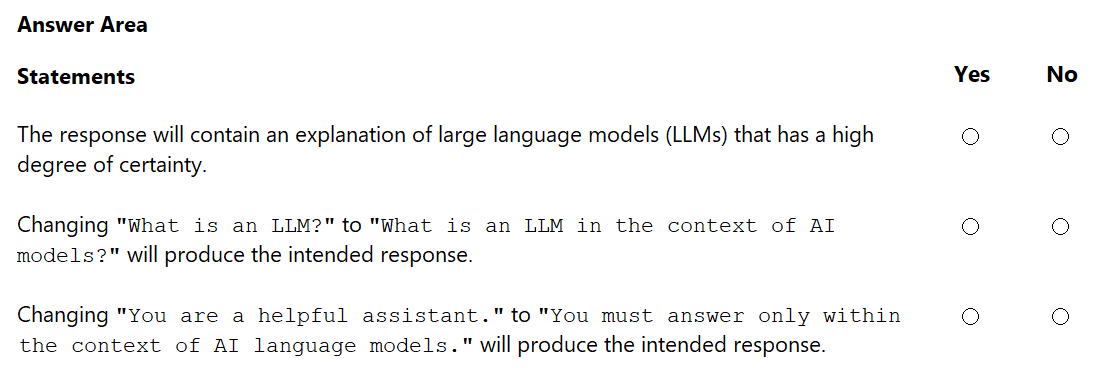 Answer Area
Statements Yes No
The response will contain an explanation of large language models (LLMs) that has a high
degree of certainty.
Changing "What is an LLM?" to "What is an LLM in the context of AI
models?" will produce the intended response.
Changing "You are a helpful assistant." to "You must answer only within
the context of AI language models." will produce the intended response.